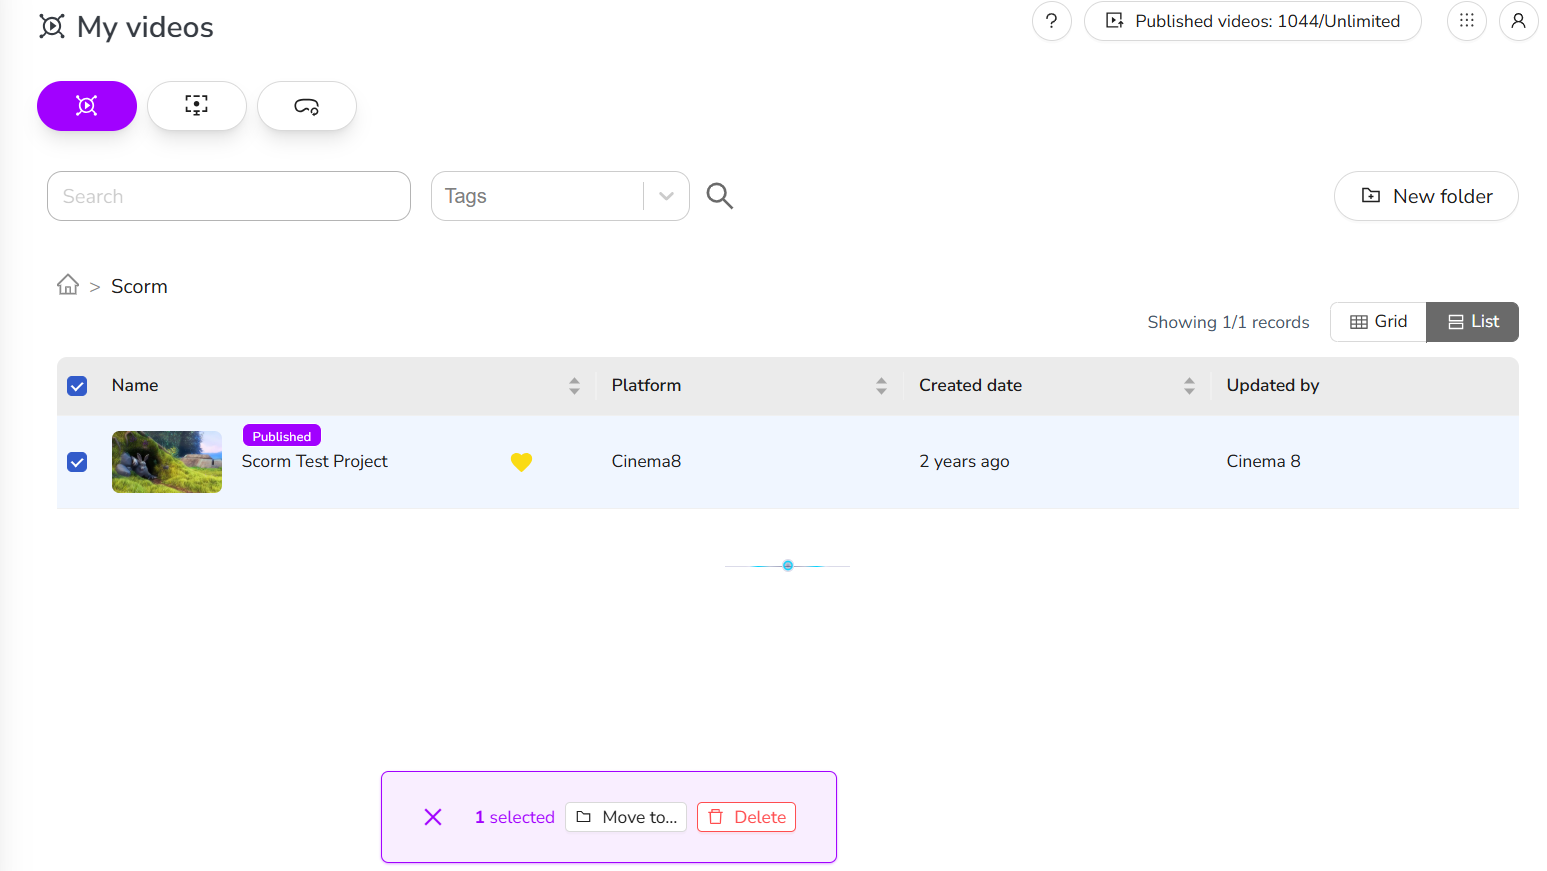 My videos
?
Published videos: 1044/Unlimited
Search
Tags
New folder
> Scorm
Showing 1/1 records
Grid
List
Name
Platform
Created date
Updated by
Published
Scorm Test Project
Cinema8
2 years ago
Cinema 8
1 selected
Move to...
Delete